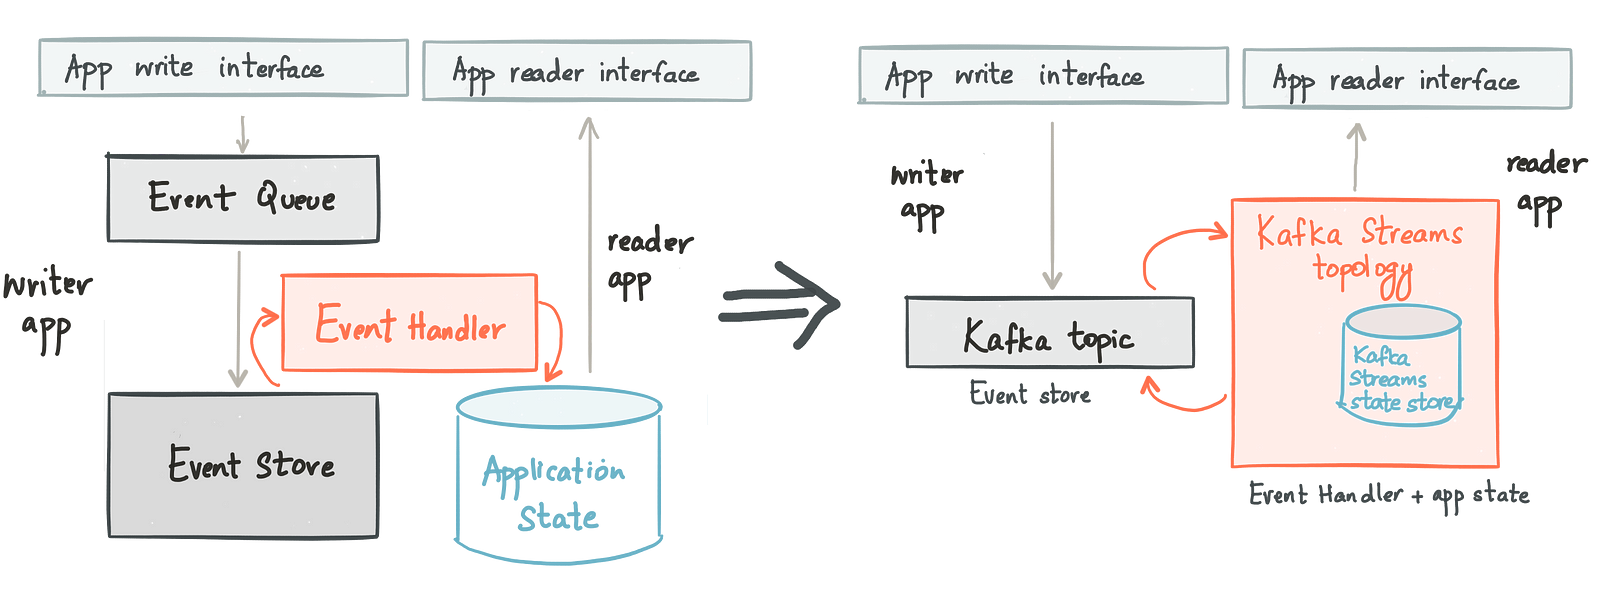 App write interface
App reader interface
Event Queue
writer
app
Event Handler
reader
app
Event Store
Application
State
App write interface
App reader interface
writer
app
reader
app
Kafka Streams
topology
Kafka topic
Event store
Kafka
Streams
state store
Event Handler + app state